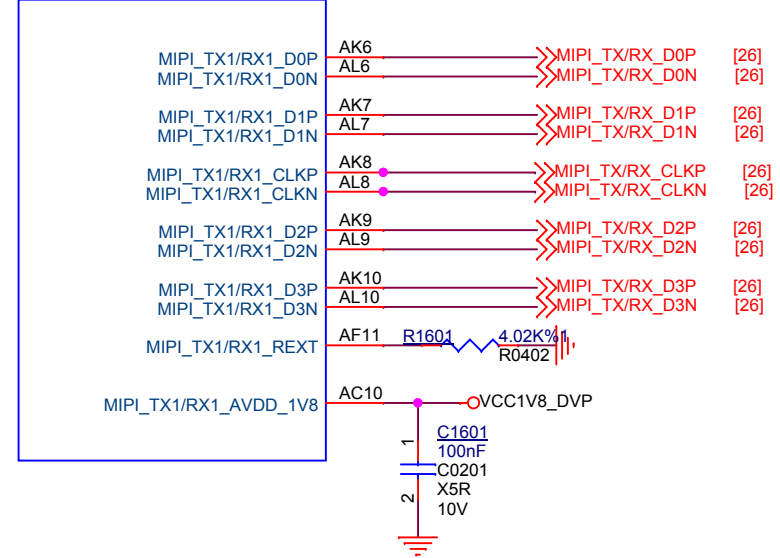 MIPI_TX1/RX1_D0P AK6 MIPI_TX/RX_D0P [26]
MIPI_TX1/RX1_D0N AL6 MIPI_TX/RX_D0N [26]
MIPI_TX1/RX1_D1P AK7 MIPI_TX/RX_D1P [26]
MIPI_TX1/RX1_D1N AL7 MIPI_TX/RX_D1N [26]
MIPI_TX1/RX1_CLKP AK8 MIPI_TX/RX_CLKP [26]
MIPI_TX1/RX1_CLKN AL8 MIPI_TX/RX_CLKN [26]
MIPI_TX1/RX1_D2P AK9 MIPI_TX/RX_D2P [26]
MIPI_TX1/RX1_D2N AL9 MIPI_TX/RX_D2N [26]
MIPI_TX1/RX1_D3P AK10 MIPI_TX/RX_D3P [26]
MIPI_TX1/RX1_D3N AL10 MIPI_TX/RX_D3N [26]
MIPI_TX1/RX1_REXT AF11 R1601 4.02K%1
R0402
MIPI_TX1/RX1_AVDD_1V8 AC10 VCC1V8_DVP
1 C1601
100nF
C0201
2 X5R
10V